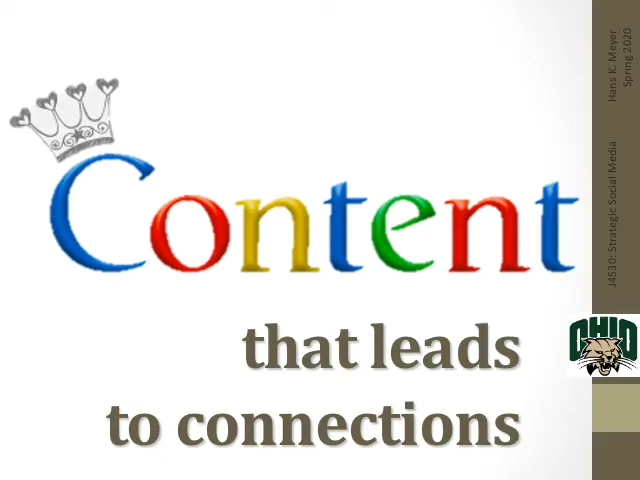 Content
that leads
to connections
J4530: Strategic Social Media Hans K. Meyer
Spring 2020
OHIO